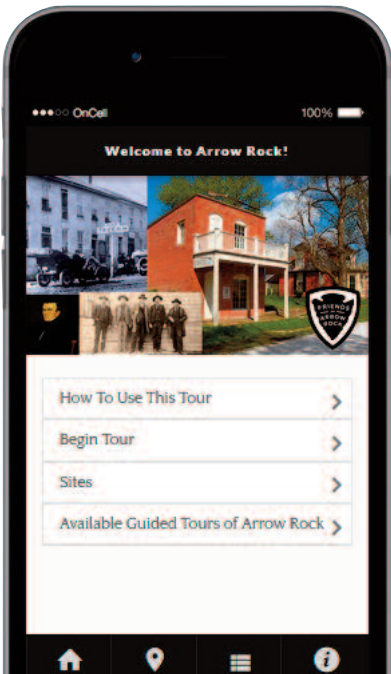 OnCell
100%
Welcome to Arrow Rock!
FRIENDS
ARROW
ROCK
How To Use This Tour
Begin Tour
Sites
Available Guided Tours of Arrow Rock